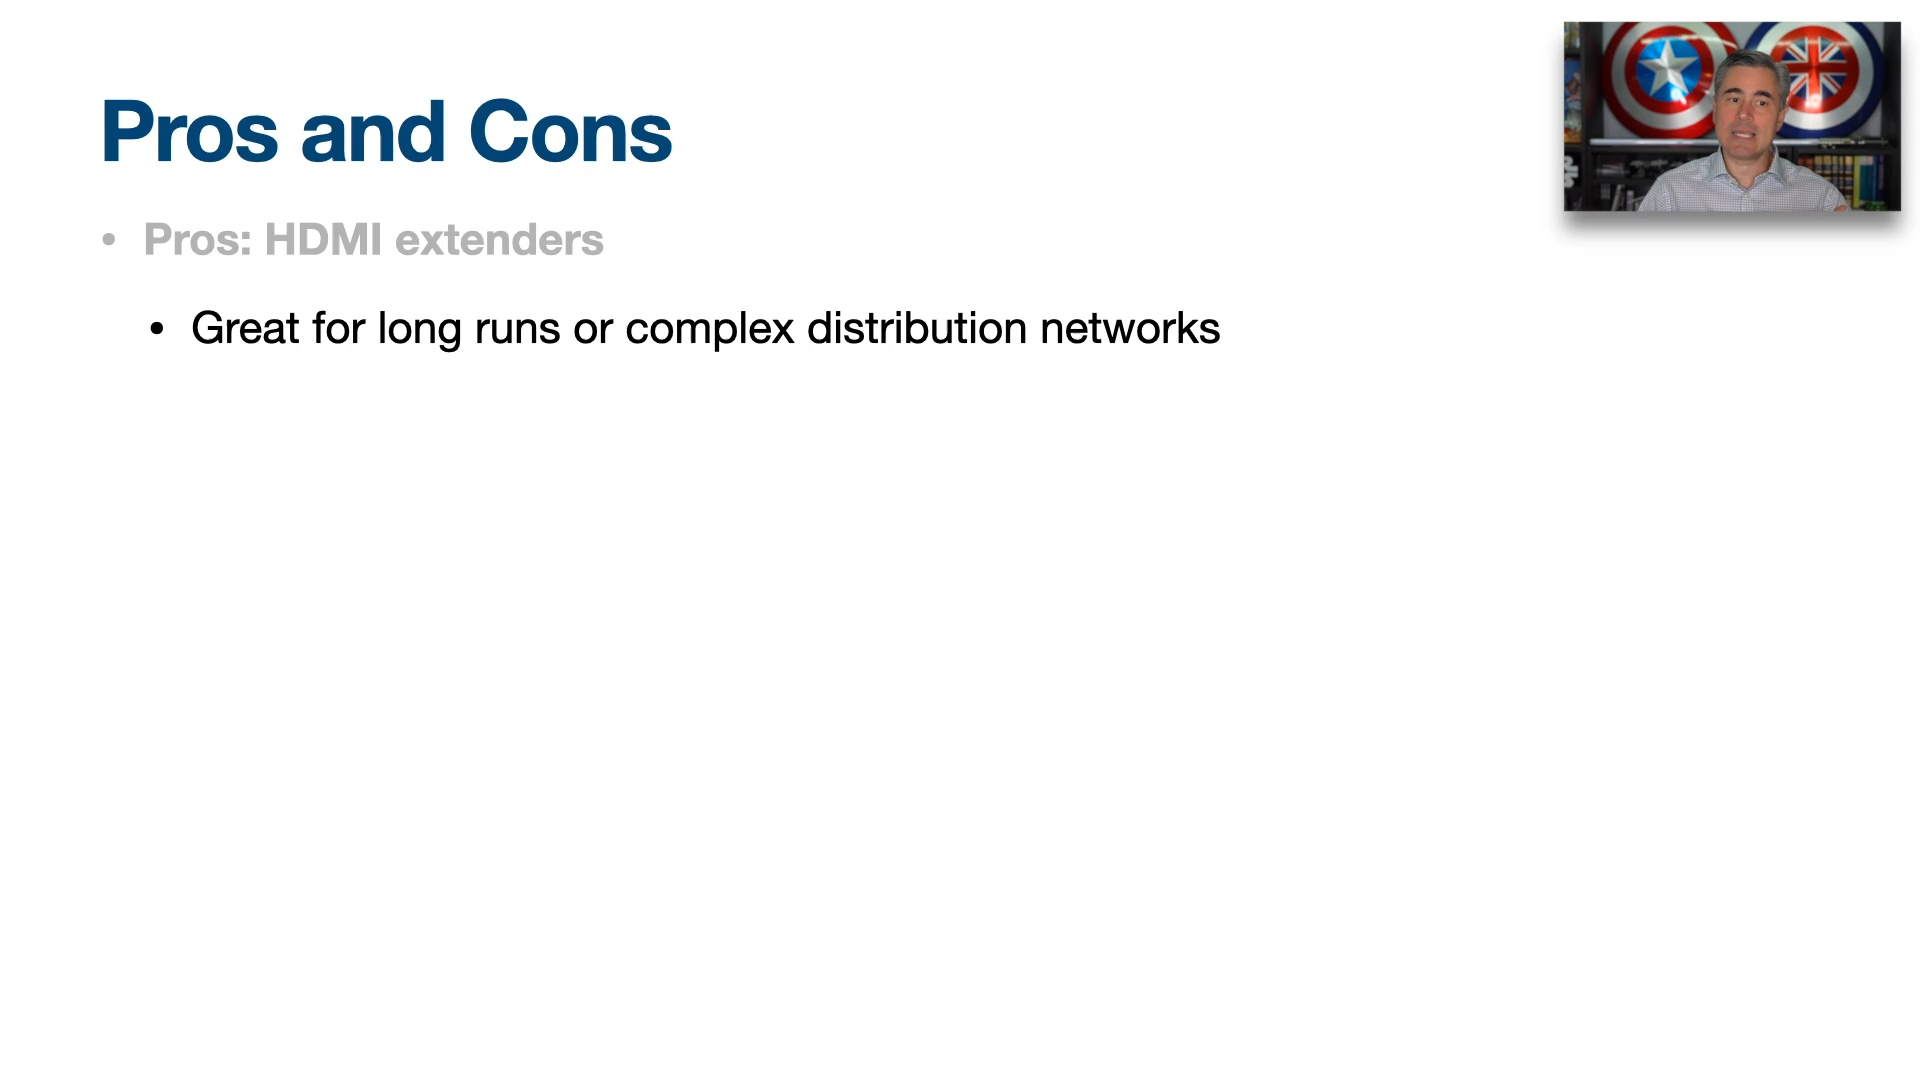 Pros and Cons
• Pros: HDMI extenders
• Great for long runs or complex distribution networks